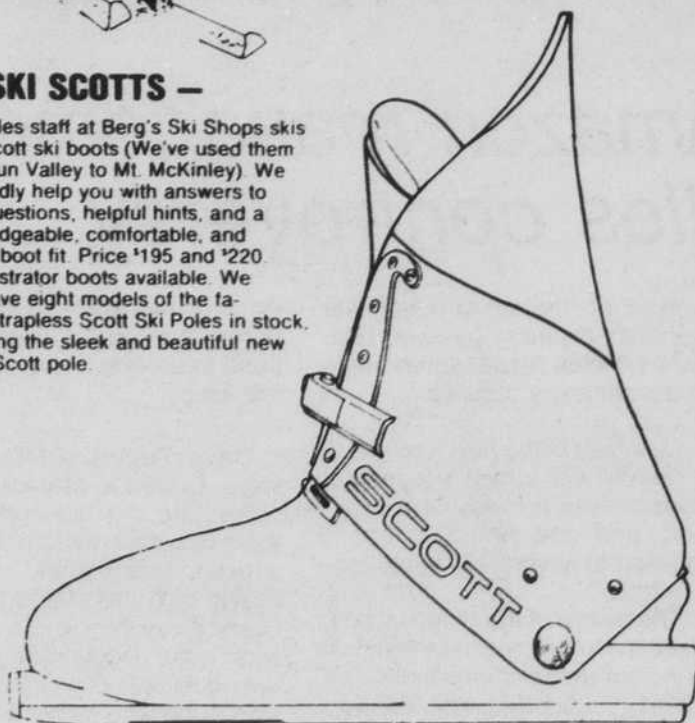 SKI SCOTTS —
les staff at Berg's Ski Shops skis
cott ski boots (We've used them
un Valley to Mt. McKinley). We
dly help you with answers to
uestions, helpful hints, and a
dgeable, comfortable, and
boot fit. Price $195 and $220.
strator boots available. We
ve eight models of the fa-
trapless Scott Ski Poles in stock,
ng the sleek and beautiful new
Scott pole.
SCOTT